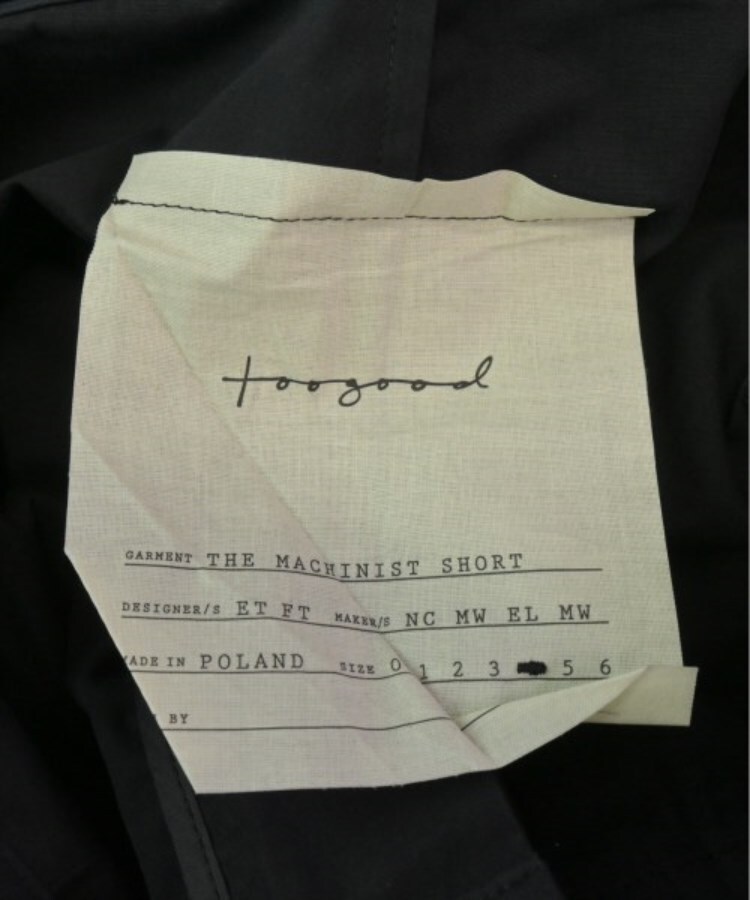 toogood
GARMENT THE MACHINIST SHORT
DESIGNER/S ET FT MAKER/S NC MW EL MW
ADE IN POLAND SIZE 0 1 2 3 5 6
BY